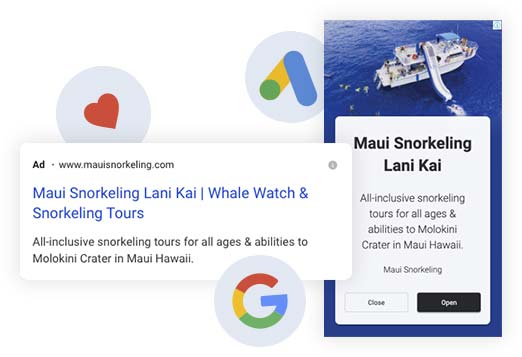 Ad · www.mauisnorkeling.com
Maui Snorkeling Lani Kai | Whale Watch &
Snorkeling Tours
All-inclusive snorkeling tours for all ages & abilities to
Molokini Crater in Maui Hawaii.
Maui Snorkeling
Lani Kai
All-inclusive snorkeling
tours for all ages &
abilities to Molokini
Crater in Maui Hawaii.
Maui Snorkeling
Close
Open